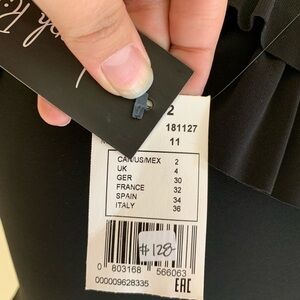 2
181127
11
CAN/US/MEX 2
UK 4
GER 30
FRANCE 32
SPAIN 34
ITALY 36
#128
0 803168 566063
000009628335
EAC